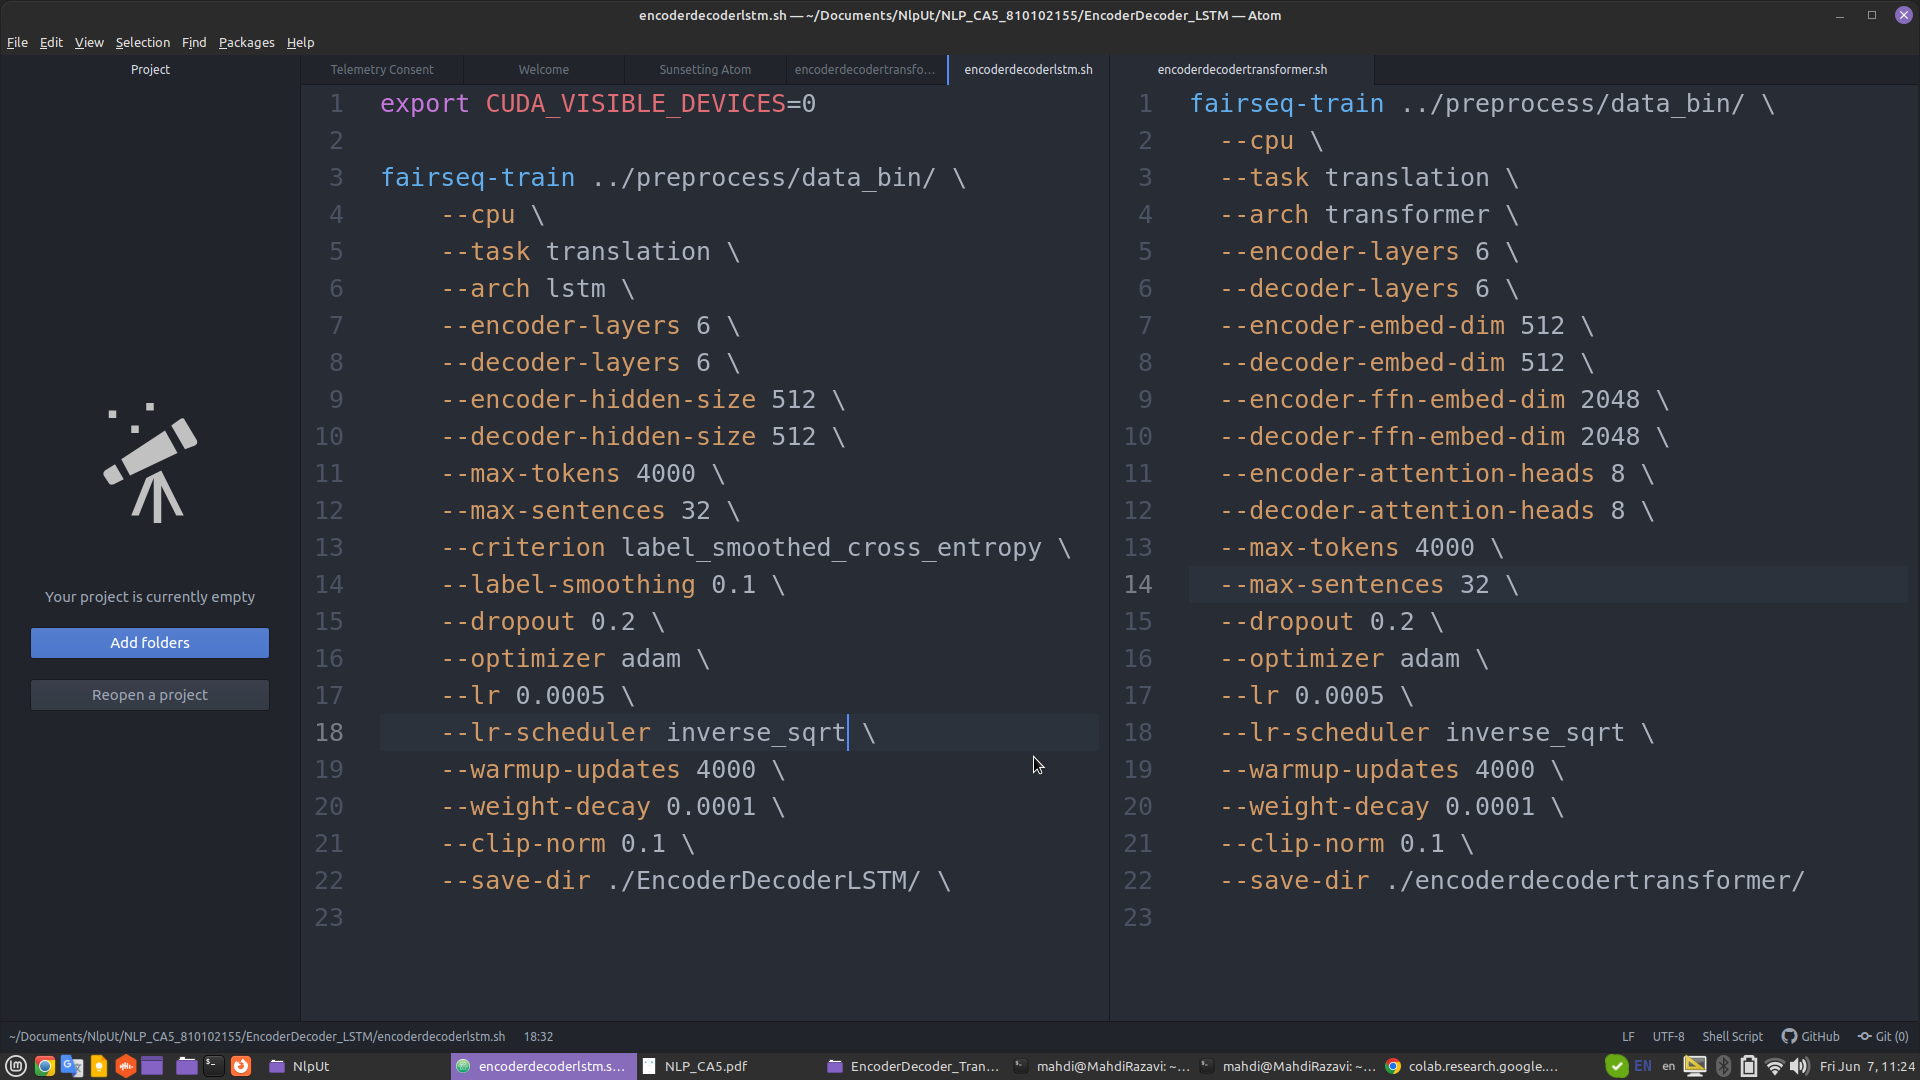 encoderdecoderlstm.sh — ~/Documents/NlpUt/NLP_CA5_810102155/EncoderDecoder_LSTM — Atom
File Edit View Selection Find Packages Help
Project
Telemetry Consent
Welcome
Sunsetting Atom
encoderdecodertransfo...
encoderdecoderlstm.sh
encoderdecodertransformer.sh
Your project is currently empty
Add folders
Reopen a project
1 export CUDA_VISIBLE_DEVICES=0
2
3 fairseq-train ../preprocess/data_bin/ \
4 --cpu \
5 --task translation \
6 --arch lstm \
7 --encoder-layers 6 \
8 --decoder-layers 6 \
9 --encoder-hidden-size 512 \
10 --decoder-hidden-size 512 \
11 --max-tokens 4000 \
12 --max-sentences 32 \
13 --criterion label_smoothed_cross_entropy \
14 --label-smoothing 0.1 \
15 --dropout 0.2 \
16 --optimizer adam \
17 --lr 0.0005 \
18 --lr-scheduler inverse_sqrt \
19 --warmup-updates 4000 \
20 --weight-decay 0.0001 \
21 --clip-norm 0.1 \
22 --save-dir ./EncoderDecoderLSTM/ \
23
1 fairseq-train ../preprocess/data_bin/ \
2 --cpu \
3 --task translation \
4 --arch transformer \
5 --encoder-layers 6 \
6 --decoder-layers 6 \
7 --encoder-embed-dim 512 \
8 --decoder-embed-dim 512 \
9 --encoder-ffn-embed-dim 2048 \
10 --decoder-ffn-embed-dim 2048 \
11 --encoder-attention-heads 8 \
12 --decoder-attention-heads 8 \
13 --max-tokens 4000 \
14 --max-sentences 32 \
15 --dropout 0.2 \
16 --optimizer adam \
17 --lr 0.0005 \
18 --lr-scheduler inverse_sqrt \
19 --warmup-updates 4000 \
20 --weight-decay 0.0001 \
21 --clip-norm 0.1 \
22 --save-dir ./encoderdecodertransformer/
23
~/Documents/NlpUt/NLP_CA5_810102155/EncoderDecoder_LSTM/encoderdecoderlstm.sh 18:32
LF UTF-8 Shell Script GitHub Git (0)
NlpUt
encoderdecoderlstm.s...
NLP_CA5.pdf
EncoderDecoder_Tran...
mahdi@MahdiRazavi: ~...
mahdi@MahdiRazavi: ~...
colab.research.google....
EN en Fri Jun 7, 11:24